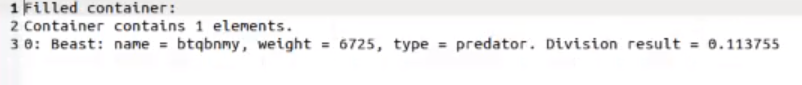 1 Filled container:
2 Container contains 1 elements.
3 0: Beast: name = btqbnmy, weight = 6725, type = predator. Division result = 0.113755